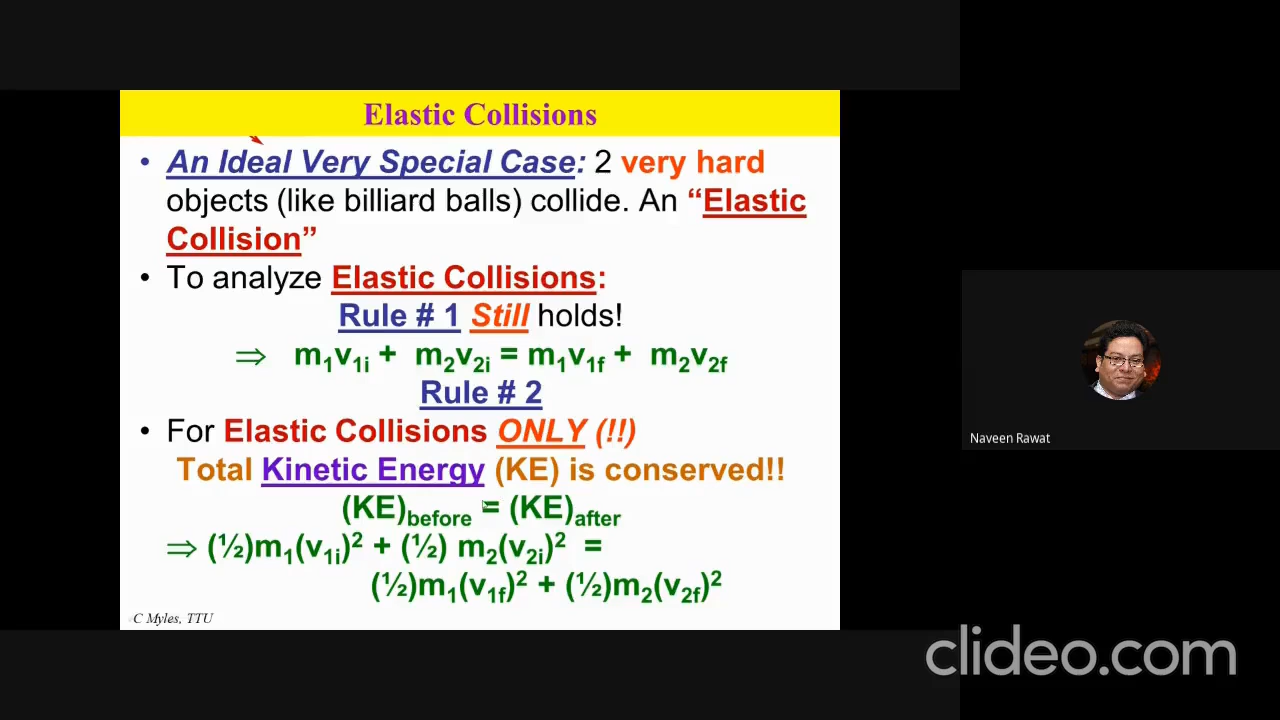 Elastic Collisions
• An Ideal Very Special Case: 2 very hard
objects (like billiard balls) collide. An “Elastic
Collision”
• To analyze Elastic Collisions:
Rule # 1 Still holds!
⇒ m₁v₁ᵢ + m₂v₂ᵢ = m₁v₁f + m₂v₂f
Rule # 2
• For Elastic Collisions ONLY (!!)
Total Kinetic Energy (KE) is conserved!!
(KE)before = (KE)after
⇒ (½)m₁(v₁ᵢ)² + (½) m₂(v₂ᵢ)² =
(½)m₁(v₁f)² + (½)m₂(v₂f)²
C Myles, TTU
Naveen Rawat
clideo.com